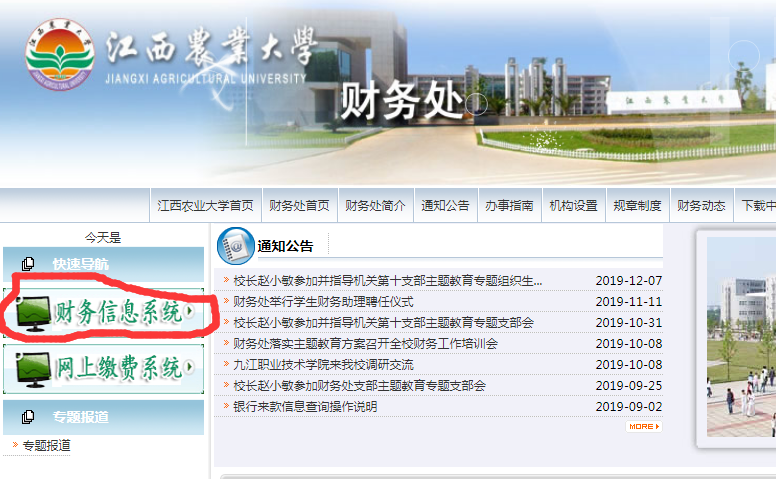 江西農業大學
JIANGXI AGRICULTURAL UNIVERSITY
财务处
江西農業大學
江西农业大学首页 财务处首页 财务处简介 通知公告 办事指南 机构设置 规章制度 财务动态 下载中
今天是
快速导航
财务信息系统
网上缴费系统
专题报道
专题报道
通知公告
校长赵小敏参加并指导机关第十支部主题教育专题组织生... 2019-12-07
财务处举行学生财务助理聘任仪式 2019-11-11
校长赵小敏参加并指导机关第十支部主题教育专题支部会 2019-10-31
财务处落实主题教育方案召开全校财务工作培训会 2019-10-08
九江职业技术学院来我校调研交流 2019-10-08
校长赵小敏参加财务处支部主题教育专题支部会 2019-09-25
银行来款信息查询操作说明 2019-09-02
MORE